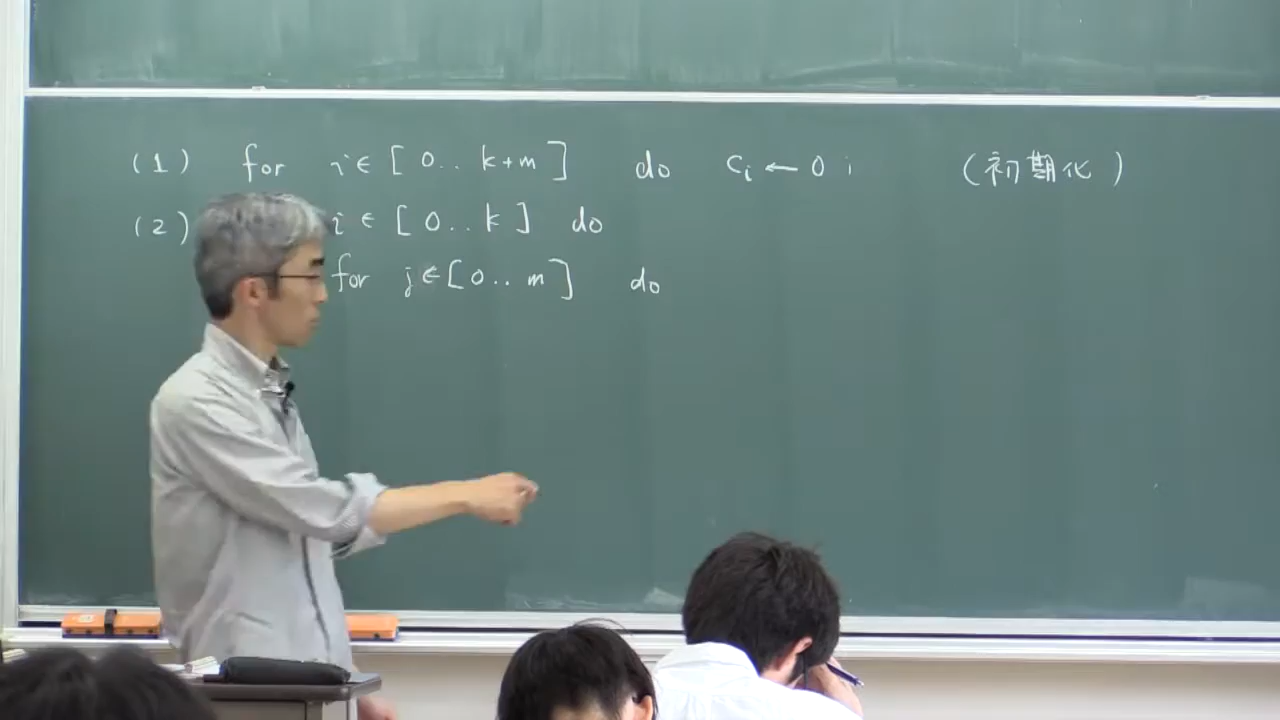 (1) for i ∈ [ 0.. k+m ] do Ci ← 0 ; (初期化)
(2) i ∈ [ 0.. k ] do
for j ∈ [ 0.. m ] do